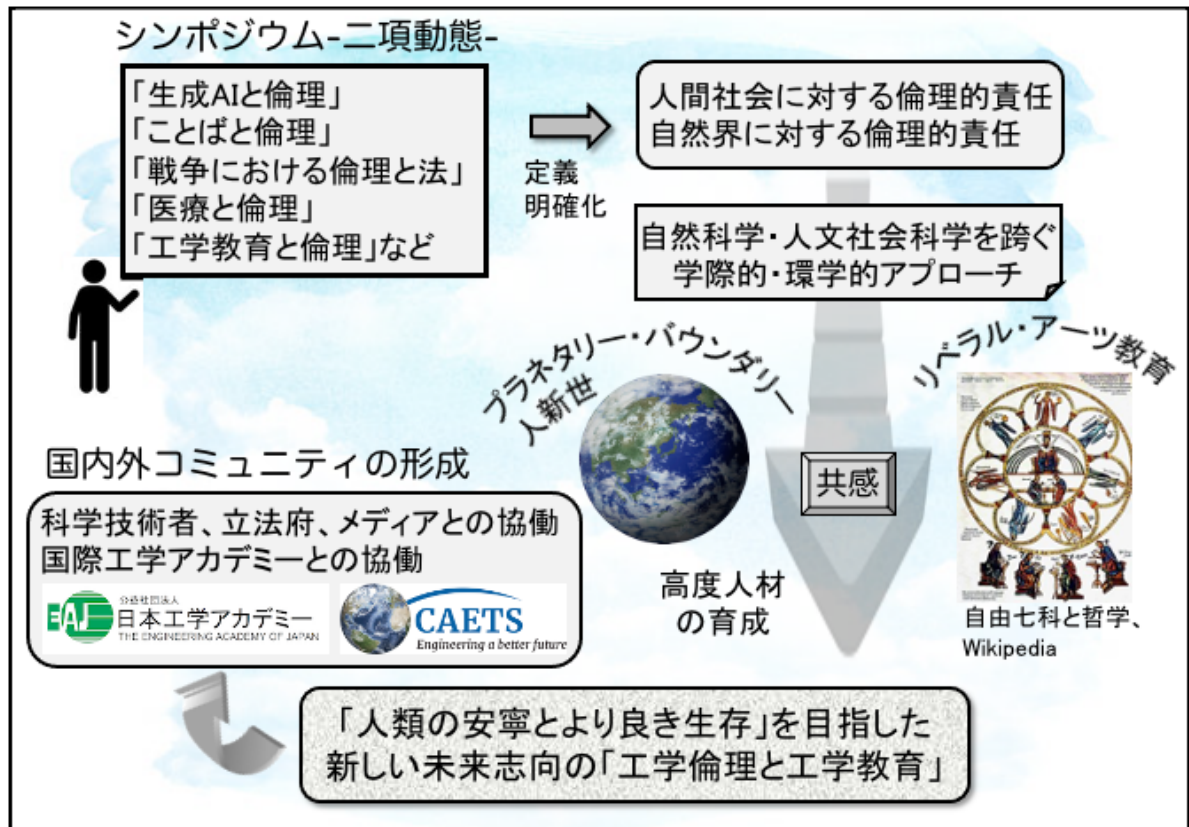 シンポジウム-二項動態-
「生成AIと倫理」
「ことばと倫理」
「戦争における倫理と法」
「医療と倫理」
「工学教育と倫理」など
定義
明確化
人間社会に対する倫理的責任
自然界に対する倫理的責任
自然科学・人文社会科学を跨ぐ
学際的・環学的アプローチ
プラネタリー・バウンダリー
人新世
リベラル・アーツ教育
共感
高度人材
の育成
自由七科と哲学、
Wikipedia
国内外コミュニティの形成
科学技術者、立法府、メディアとの協働
国際工学アカデミーとの協働
EAJ
公益社団法人
日本工学アカデミー
THE ENGINEERING ACADEMY OF JAPAN
CAETS
Engineering a better future
「人類の安寧とより良き生存」を目指した
新しい未来志向の「工学倫理と工学教育」